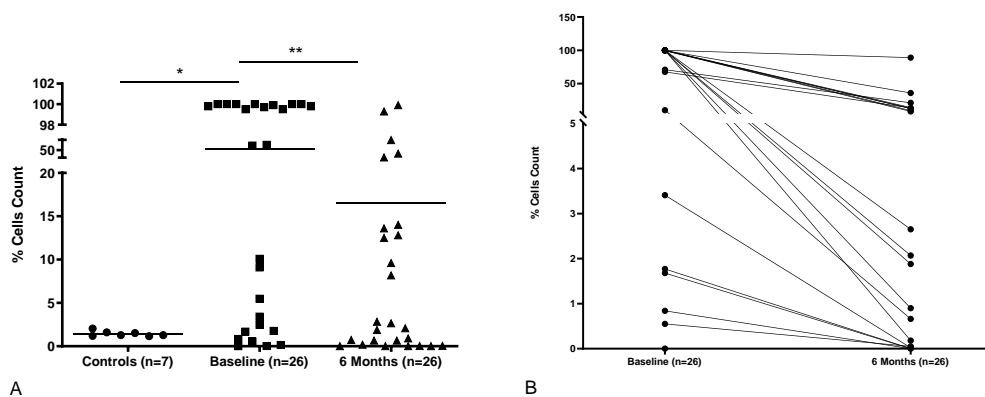 *
**
102
100
98
50
20
15
10
5
0
% Cells Count
Controls (n=7)
Baseline (n=26)
6 Months (n=26)
A
150
100
50
5
4
3
2
1
0
% Cells Count
Baseline (n=26)
6 Months (n=26)
B